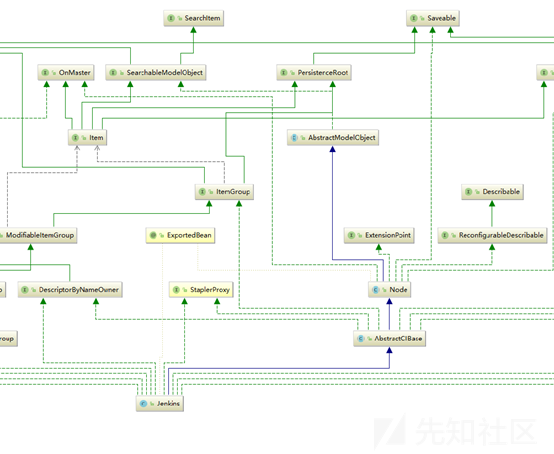 SearchItem
Saveable
OnMaster
SearchableModelObject
PersistenceRoot
Item
AbstractModelObject
ItemGroup
Describable
ModifiableItemGroup
ExportedBean
ExtensionPoint
ReconfigurableDescribable
DescriptorByNameOwner
StaplerProxy
Node
roup
AbstractCIBase
Jenkins
先知社区